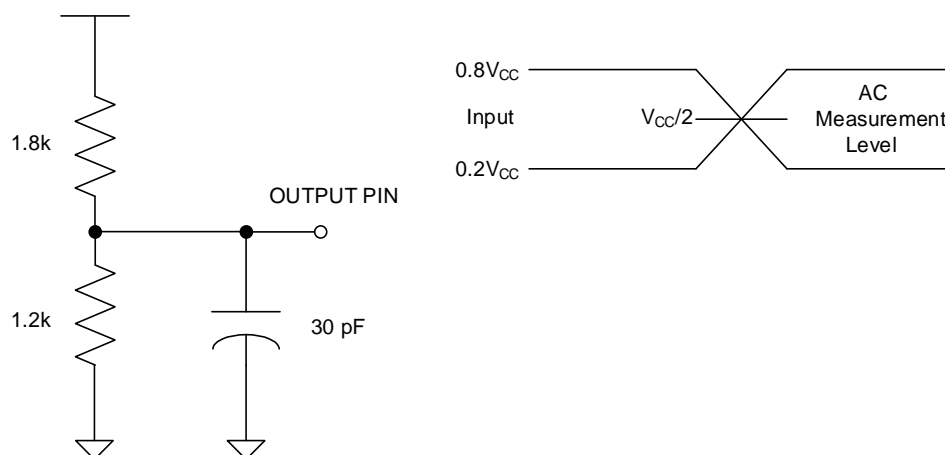 1.8k
1.2k
OUTPUT PIN
30 pF
0.8V<sub>CC</sub>
Input
0.2V<sub>CC</sub>
V<sub>CC</sub>/2
AC
Measurement
Level